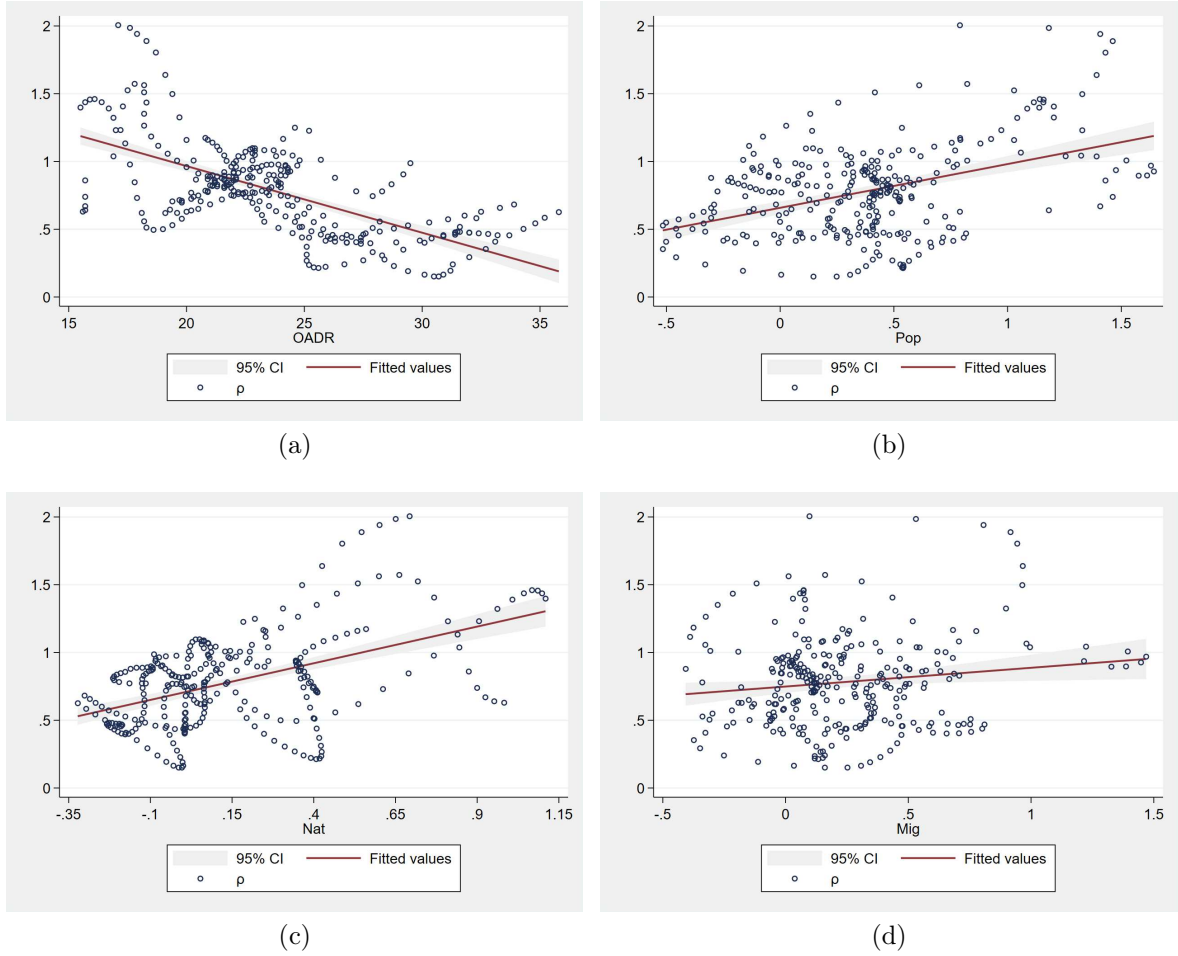 2
1.5
1
.5
0
15 20 25 30 35
OADR
95% CI Fitted values
ρ
(a)
2
1.5
1
.5
0
-.5 0 .5 1 1.5
Pop
95% CI Fitted values
ρ
(b)
2
1.5
1
.5
0
-.35 -.1 .15 .4 .65 .9 1.15
Nat
95% CI Fitted values
ρ
(c)
2
1.5
1
.5
0
-.5 0 .5 1 1.5
Mig
95% CI Fitted values
ρ
(d)